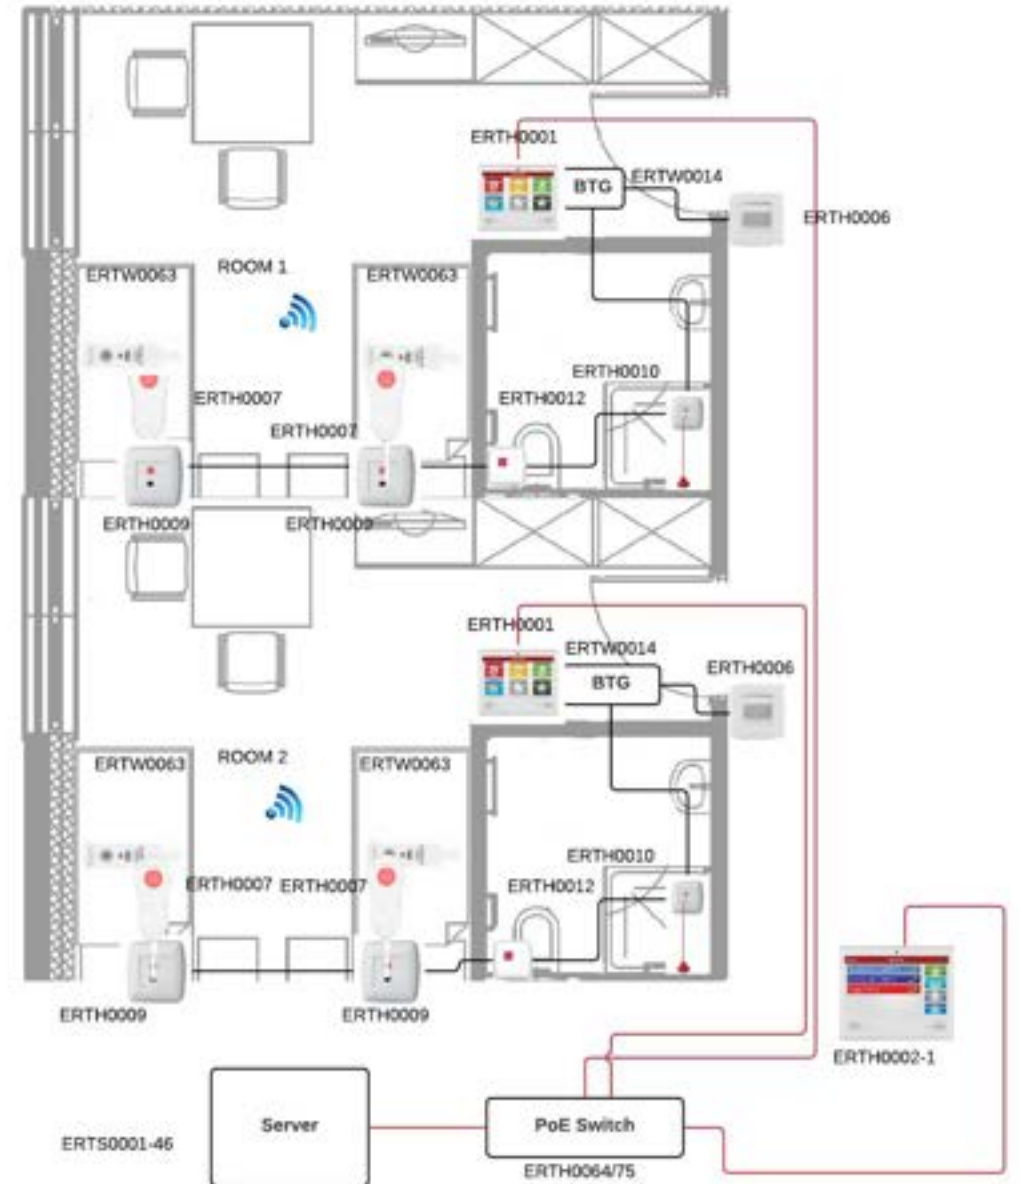 ERTH0001
BTG
ERTW0014
ERTH0006
ERTW0063
ROOM 1
ERTW0063
ERTH0010
ERTH0007
ERTH0012
ERTH0007
ERTH0009
ERTH0009
ERTH0001
ERTW0014
BTG
ERTH0006
ERTW0063
ROOM 2
ERTW0063
ERTH0010
ERTH0007
ERTH0007
ERTH0012
ERTH0009
ERTH0009
ERTH0002-1
Server
PoE Switch
ERTS0001-46
ERTH0064/75